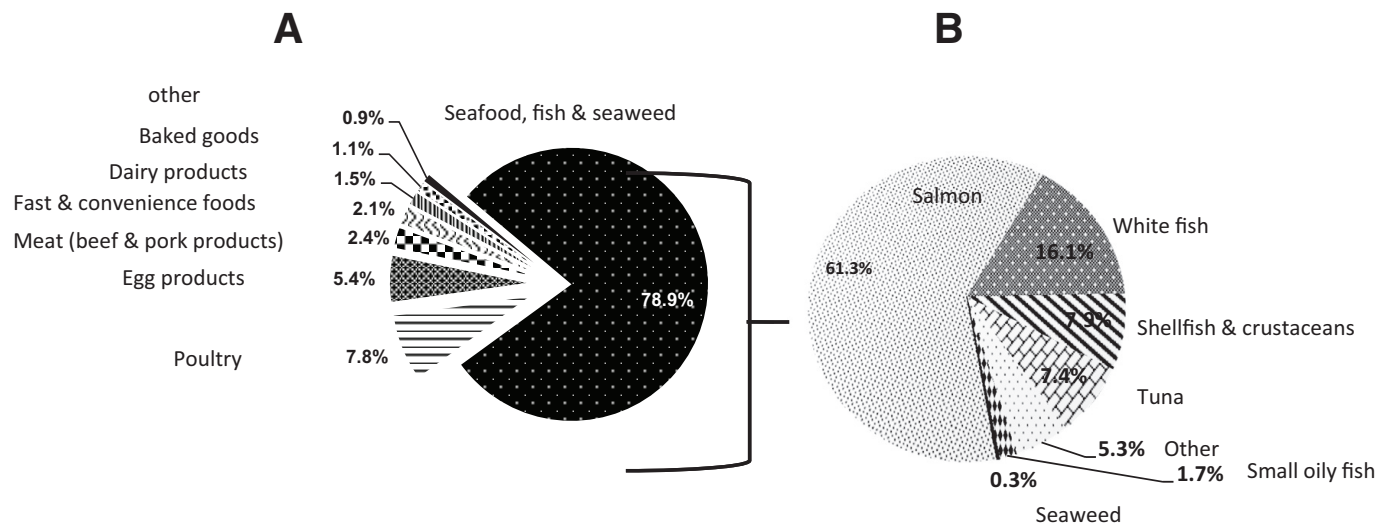 A
B
other
0.9%
Seafood, fish & seaweed
Baked goods
1.1%
Dairy products
1.5%
Fast & convenience foods
2.1%
Meat (beef & pork products)
2.4%
Egg products
5.4%
78.9%
Poultry
7.8%
Salmon
White fish
16.1%
61.3%
7.9%
Shellfish & crustaceans
7.4%
Tuna
5.3% Other
1.7% Small oily fish
0.3%
Seaweed